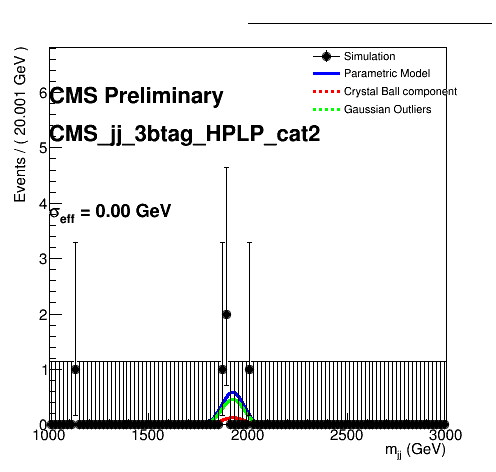 Simulation
Parametric Model
Crystal Ball component
Gaussian Outliers
CMS Preliminary
CMS_jj_3btag_HPLP_cat2
σeff = 0.00 GeV
Events / ( 20.001 GeV )
6
5
4
3
2
1
0
1000 1500 2000 2500 3000
mjj (GeV)